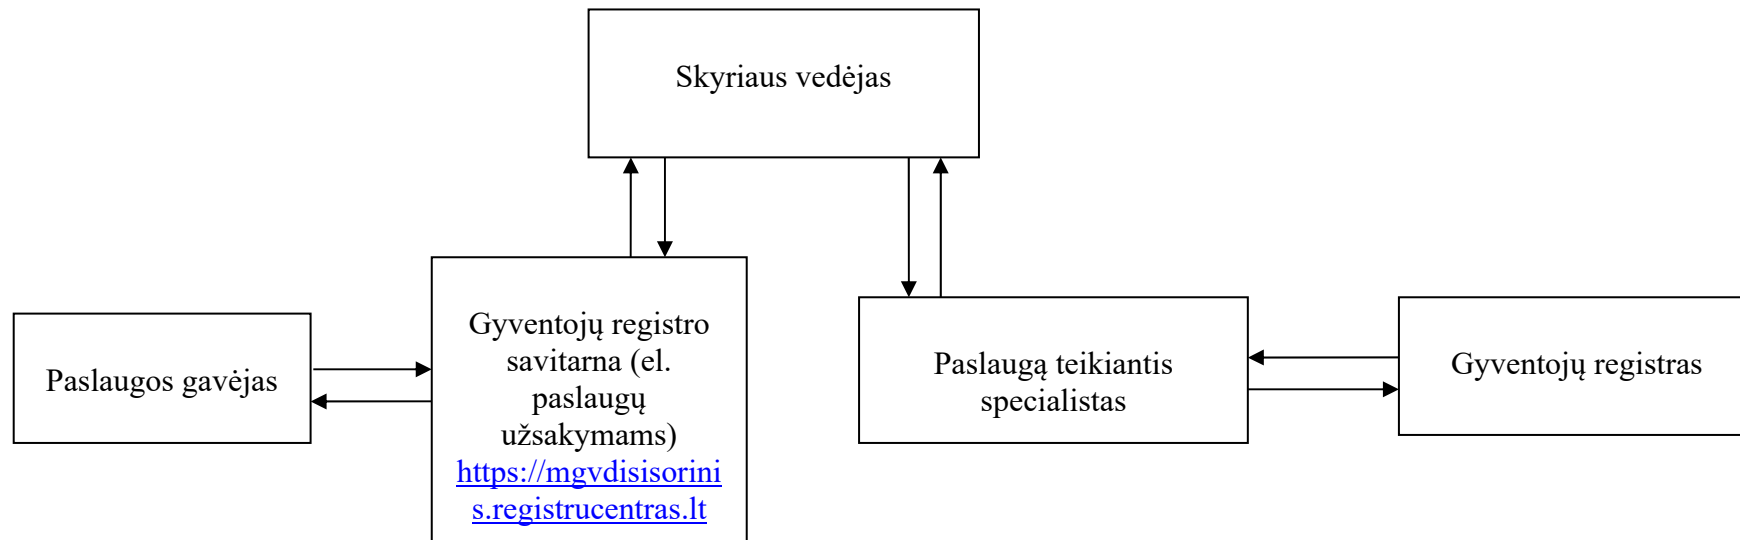 Skyriaus vedėjas
Paslaugos gavėjas
Gyventojų registro
savitarna (el.
paslaugų
užsakymams)
https://mgvdisisorini
s.registrucentras.lt
Paslaugą teikiantis
specialistas
Gyventojų registras